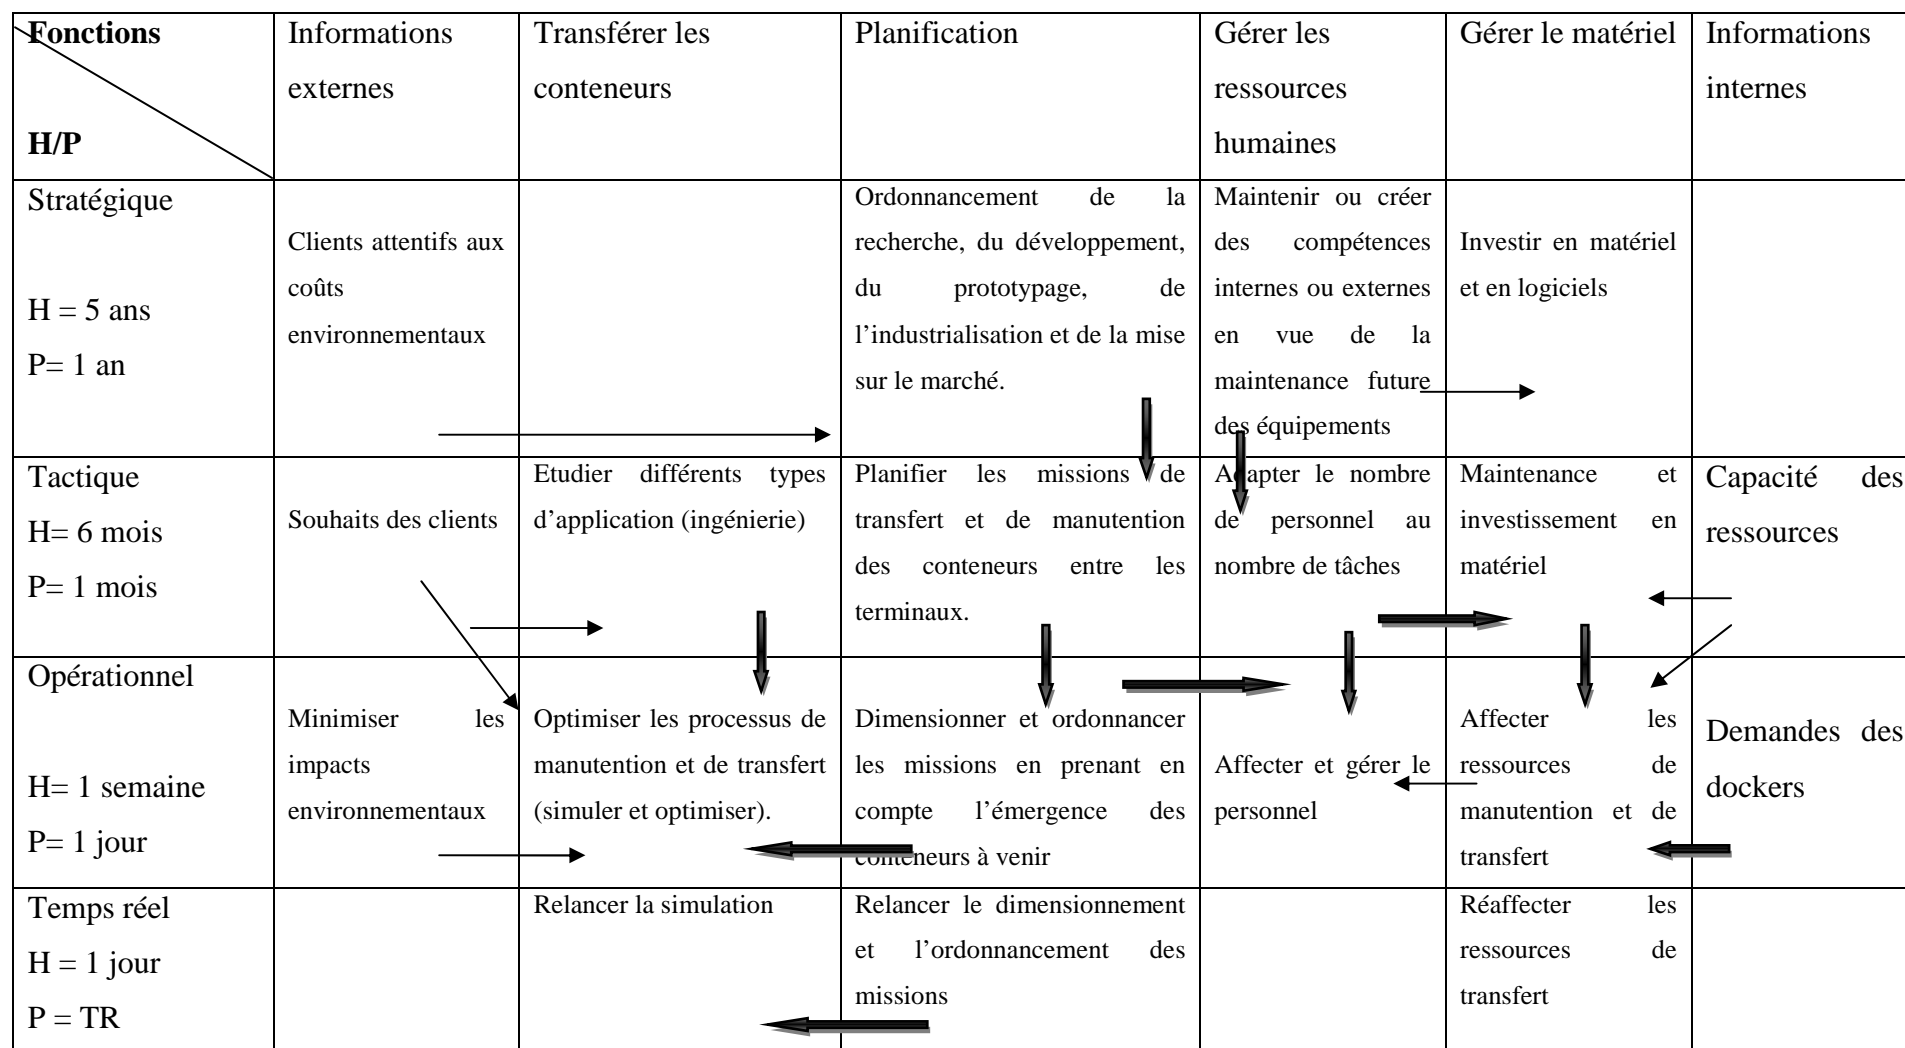 Fonctions
H/P
Informations
externes
Transférer les
conteneurs
Planification
Gérer les
ressources
humaines
Gérer le matériel
Informations
internes
Stratégique
H = 5 ans
P= 1 an
Clients attentifs aux
coûts
environnementaux
Ordonnancement de la
recherche, du développement,
du prototypage, de
l’industrialisation et de la mise
sur le marché.
Maintenir ou créer
des compétences
internes ou externes
en vue de la
maintenance future
des équipements
Investir en matériel
et en logiciels
Tactique
H= 6 mois
P= 1 mois
Souhaits des clients
Etudier différents types
d’application (ingénierie)
Planifier les missions de
transfert et de manutention
des conteneurs entre les
terminaux.
Adapter le nombre
de personnel au
nombre de tâches
Maintenance et
investissement en
matériel
Capacité des
ressources
Opérationnel
H= 1 semaine
P= 1 jour
Minimiser les
impacts
environnementaux
Optimiser les processus de
manutention et de transfert
(simuler et optimiser).
Dimensionner et ordonnancer
les missions en prenant en
compte l’émergence des
conteneurs à venir
Affecter et gérer le
personnel
Affecter les
ressources de
manutention et de
transfert
Demandes des
dockers
Temps réel
H = 1 jour
P = TR
Relancer la simulation
Relancer le dimensionnement
et l’ordonnancement des
missions
Réaffecter les
ressources de
transfert